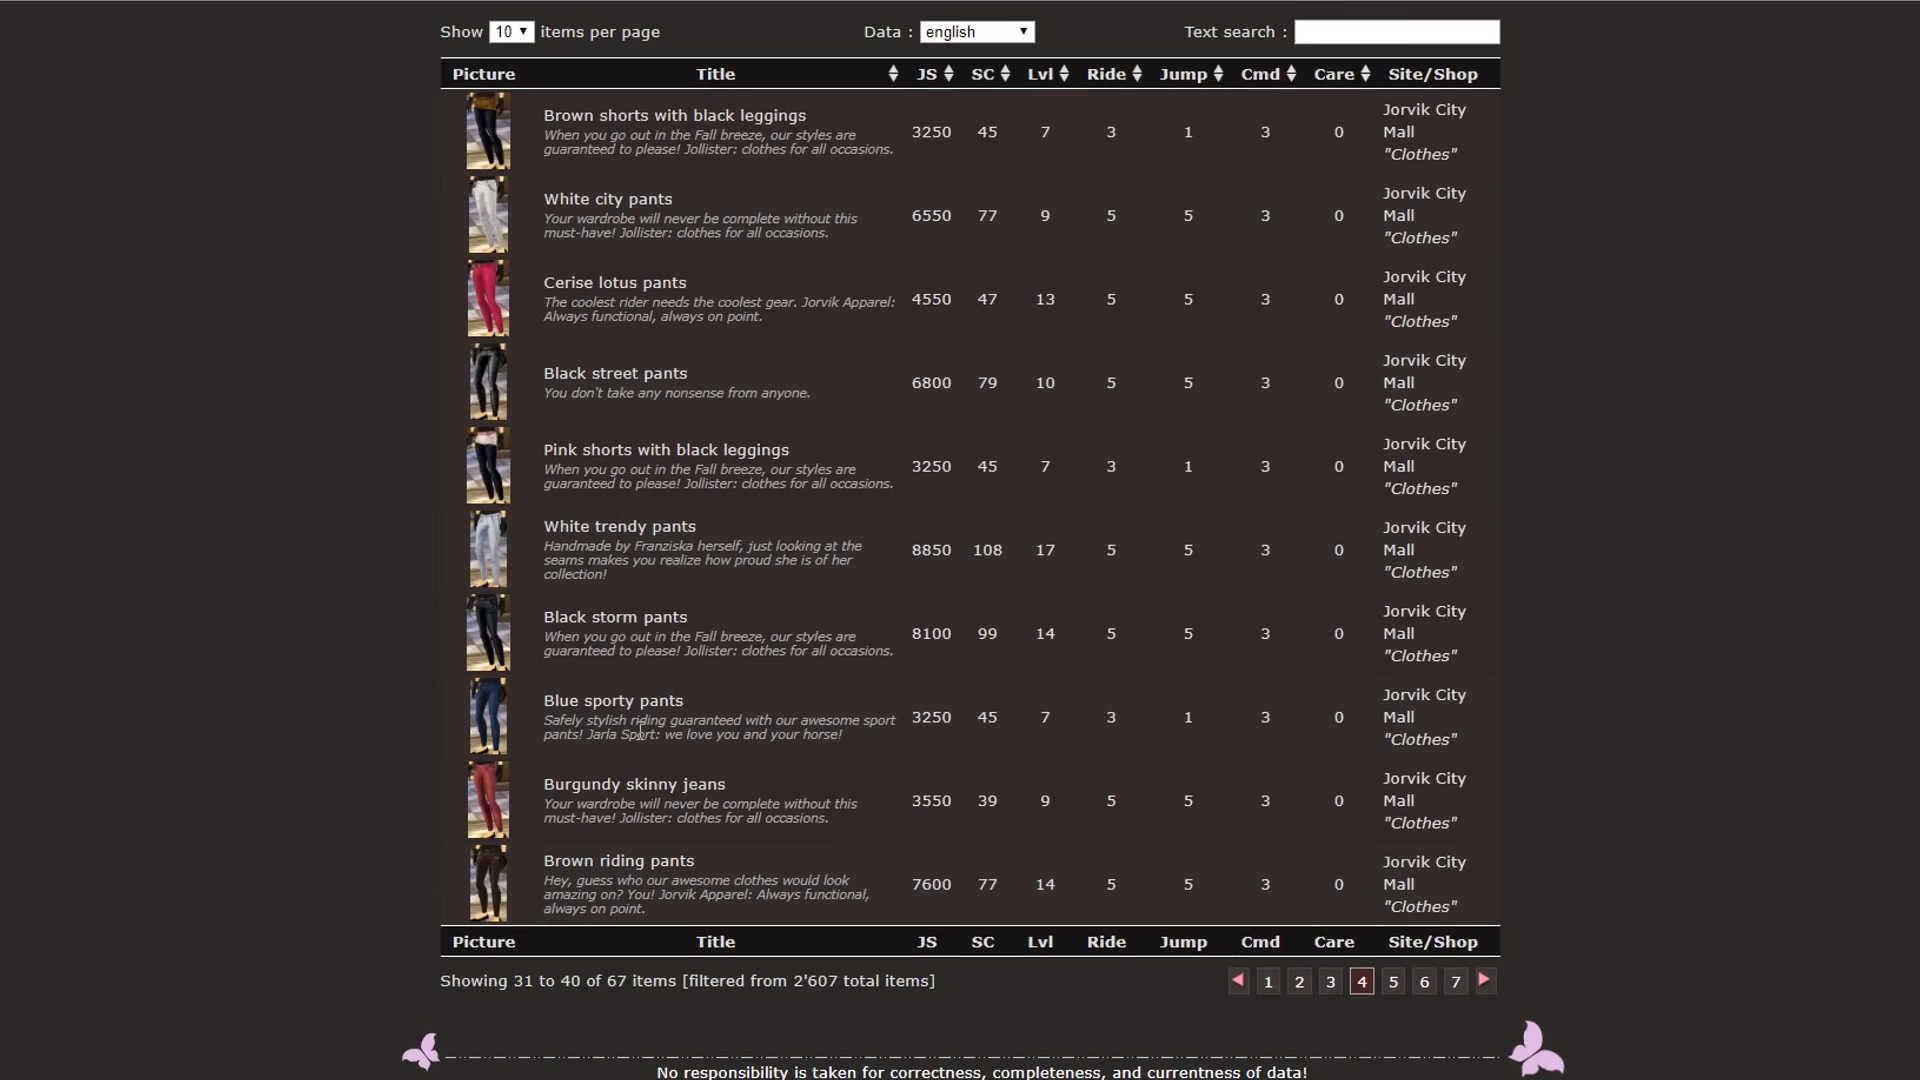 Show 10 items per page Data : english Text search :
Picture Title JS SC Lvl Ride Jump Cmd Care Site/Shop
Brown shorts with black leggings
When you go out in the Fall breeze, our styles are
guaranteed to please! Jollister: clothes for all occasions.
3250 45 7 3 1 3 0
Jorvik City
Mall
"Clothes"
White city pants
Your wardrobe will never be complete without this
must-have! Jollister: clothes for all occasions.
6550 77 9 5 5 3 0
Jorvik City
Mall
"Clothes"
Cerise lotus pants
The coolest rider needs the coolest gear. Jorvik Apparel:
Always functional, always on point.
4550 47 13 5 5 3 0
Jorvik City
Mall
"Clothes"
Black street pants
You don't take any nonsense from anyone.
6800 79 10 5 5 3 0
Jorvik City
Mall
"Clothes"
Pink shorts with black leggings
When you go out in the Fall breeze, our styles are
guaranteed to please! Jollister: clothes for all occasions.
3250 45 7 3 1 3 0
Jorvik City
Mall
"Clothes"
White trendy pants
Handmade by Franziska herself, just looking at the
seams makes you realize how proud she is of her
collection!
8850 108 17 5 5 3 0
Jorvik City
Mall
"Clothes"
Black storm pants
When you go out in the Fall breeze, our styles are
guaranteed to please! Jollister: clothes for all occasions.
8100 99 14 5 5 3 0
Jorvik City
Mall
"Clothes"
Blue sporty pants
Safely stylish riding guaranteed with our awesome sport
pants! Jarla Sport: we love you and your horse!
3250 45 7 3 1 3 0
Jorvik City
Mall
"Clothes"
Burgundy skinny jeans
Your wardrobe will never be complete without this
must-have! Jollister: clothes for all occasions.
3550 39 9 5 5 3 0
Jorvik City
Mall
"Clothes"
Brown riding pants
Hey, guess who our awesome clothes would look
amazing on? You! Jorvik Apparel: Always functional,
always on point.
7600 77 14 5 5 3 0
Jorvik City
Mall
"Clothes"
Picture Title JS SC Lvl Ride Jump Cmd Care Site/Shop
Showing 31 to 40 of 67 items [filtered from 2'607 total items] 1 2 3 4 5 6 7
No responsibility is taken for correctness, completeness, and currentness of data!